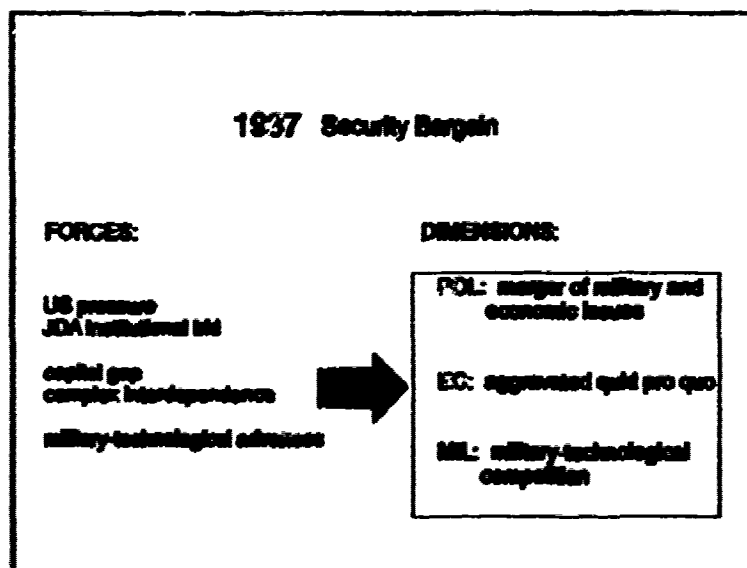 Security Bargain
FORCES:
DIMENSIONS:
US pressure
JDA institutional bid
capital gap
complex interdependence
military-technological advances
POL: merger of military and
economic issues
EC: aggravated quid pro quo
MIL: military-technological
competition